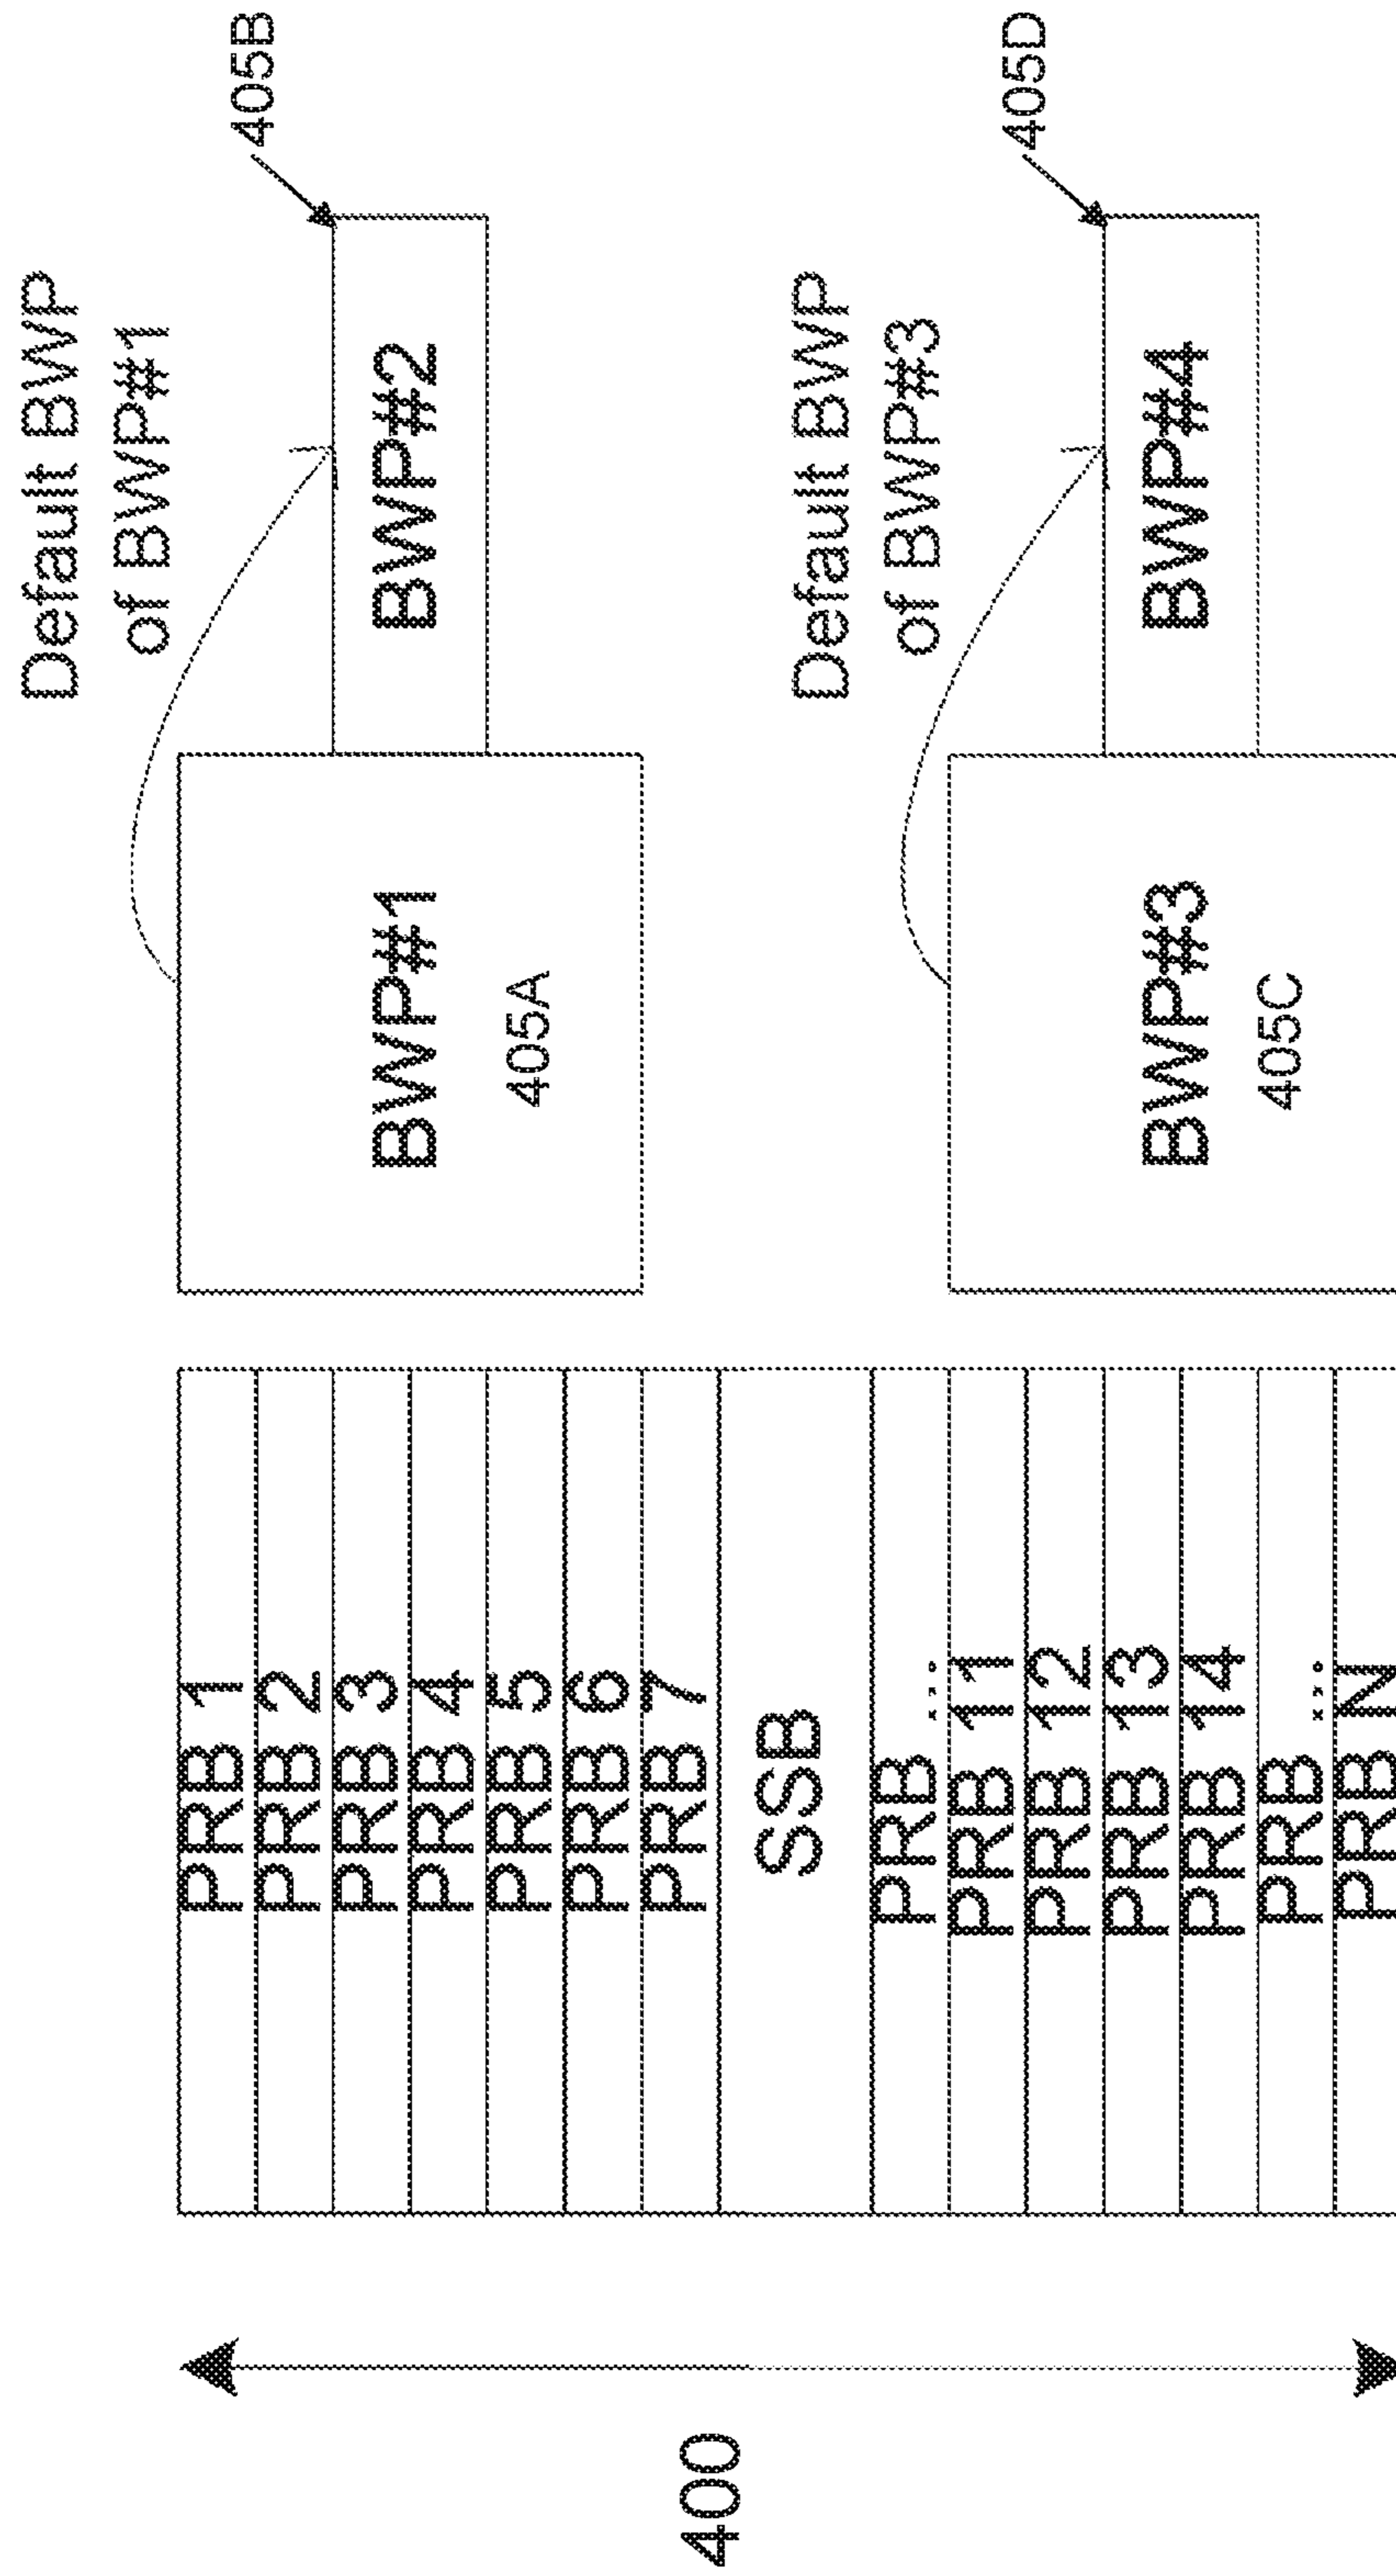 400
PRB 1
PRB 2
PRB 3
PRB 4
PRB 5
PRB 6
PRB 7
SSB
PRB ...
PRB 11
PRB 12
PRB 13
PRB 14
PRB ...
PRB N
BWP#1
405A
Default BWP
of BWP#1
BWP#2
405B
BWP#3
405C
Default BWP
of BWP#3
BWP#4
405D